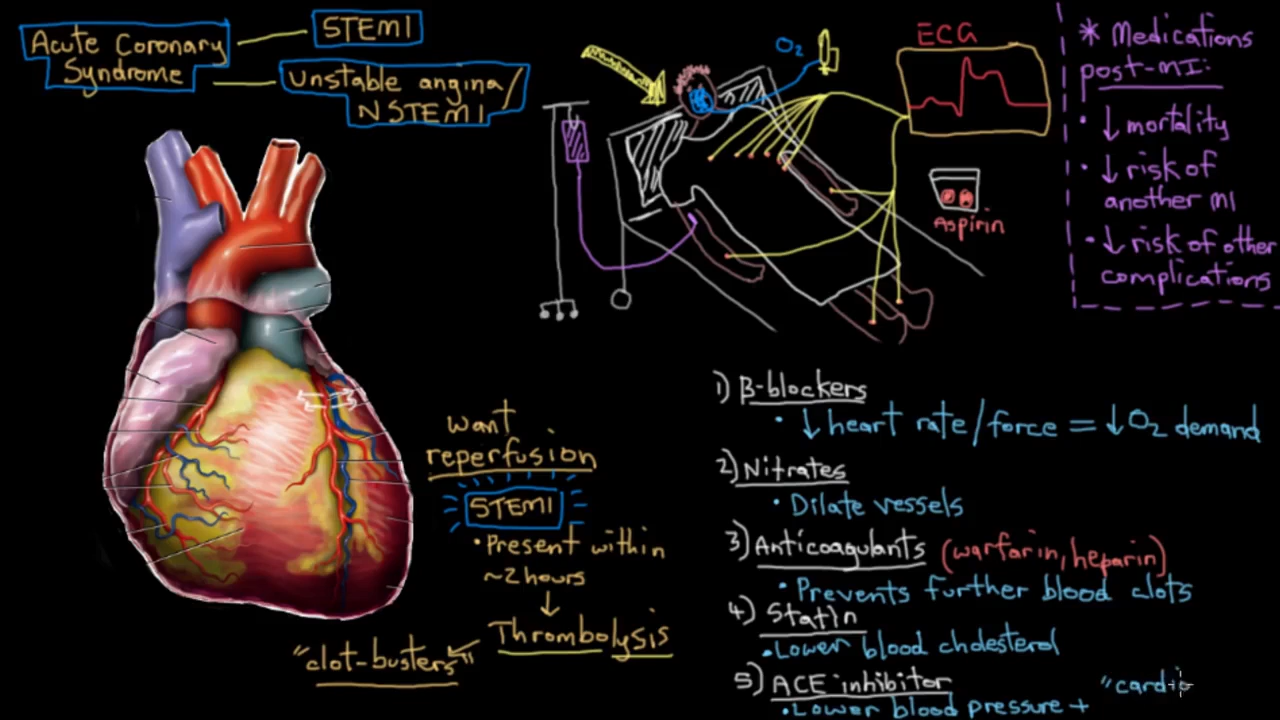 Acute Coronary
Syndrome
STEMI
Unstable angina/
NSTEMI
O2
ECG
Aspirin
* Medications
post-MI:
• ↓ mortality
• ↓ risk of
another MI
• ↓ risk of other
complications
want
reperfusion
STEMI
• Present within
~2 hours
↓
Thrombolysis
"clot-busters"
1) β-blockers
• ↓ heart rate/force = ↓ O2 demand
2) Nitrates
• Dilate vessels
3) Anticoagulants (warfarin, heparin)
• Prevents further blood clots
4) Statin
• Lower blood cholesterol
5) ACE inhibitor
• Lower blood pressure + "cardio